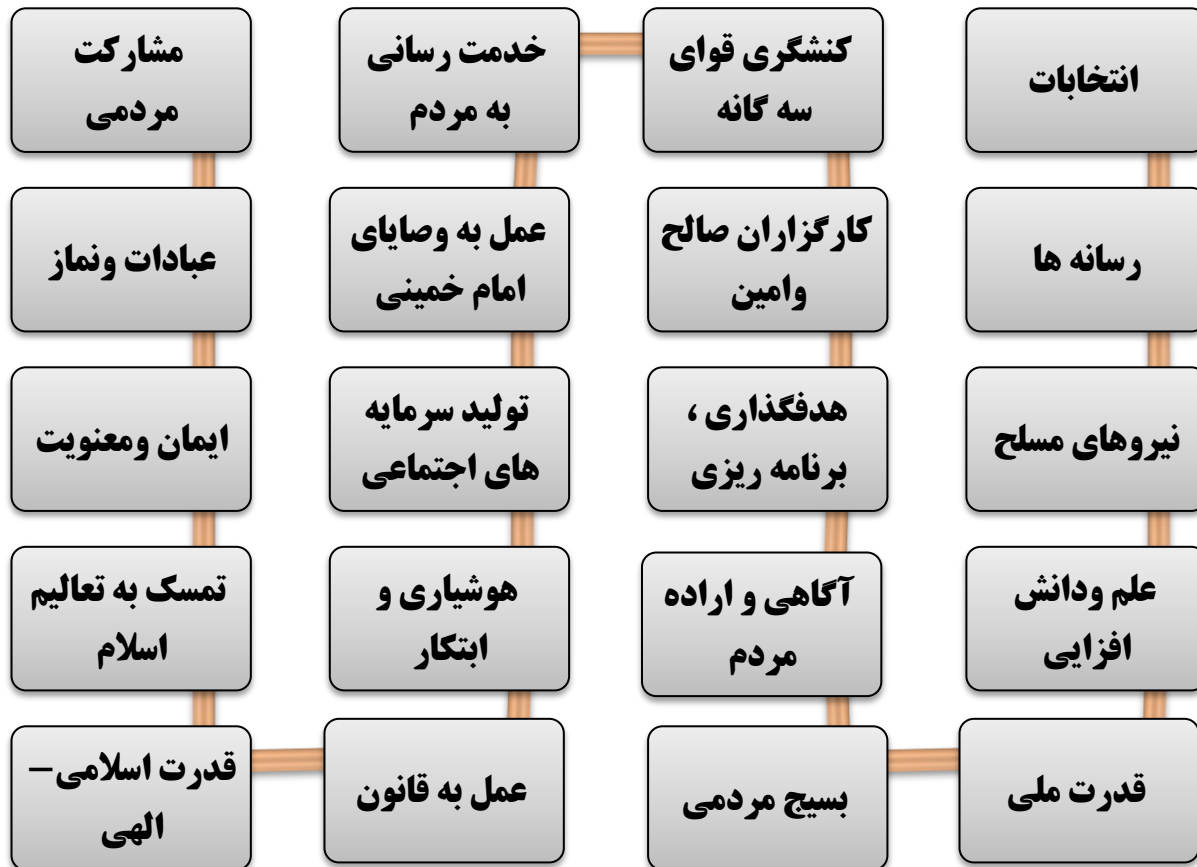 انتخابات
رسانه ها
نیروهای مسلح
علم ودانش
افزایی
قدرت ملی
بسیج مردمی
آگاهی و اراده
مردم
هدفگذاری ،
برنامه ریزی
کارگزاران صالح
وامین
کنشگری قوای
سه گانه
خدمت رسانی
به مردم
عمل به وصایای
امام خمینی
تولید سرمایه
های اجتماعی
هوشیاری و
ابتکار
عمل به قانون
قدرت اسلامی–
الهی
تمسک به تعالیم
اسلام
ایمان ومعنویت
عبادات ونماز
مشارکت
مردمی